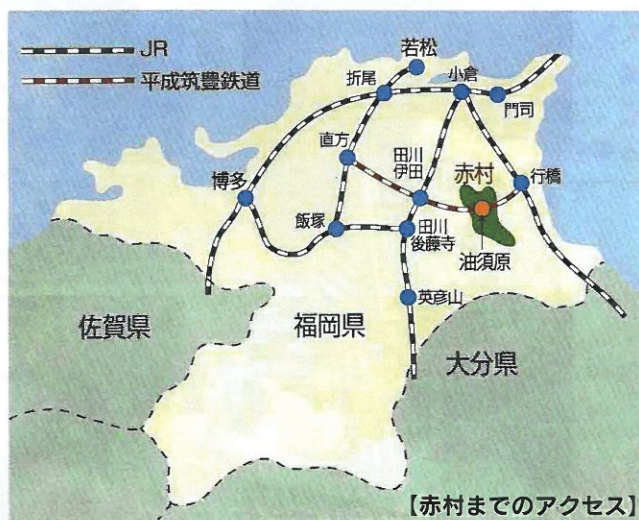 JR
平成筑豊鉄道
若松
折尾
小倉
門司
直方
田川
伊田
赤村
行橋
博多
飯塚
田川
後藤寺
油須原
英彦山
佐賀県
福岡県
大分県
【赤村までのアクセス】